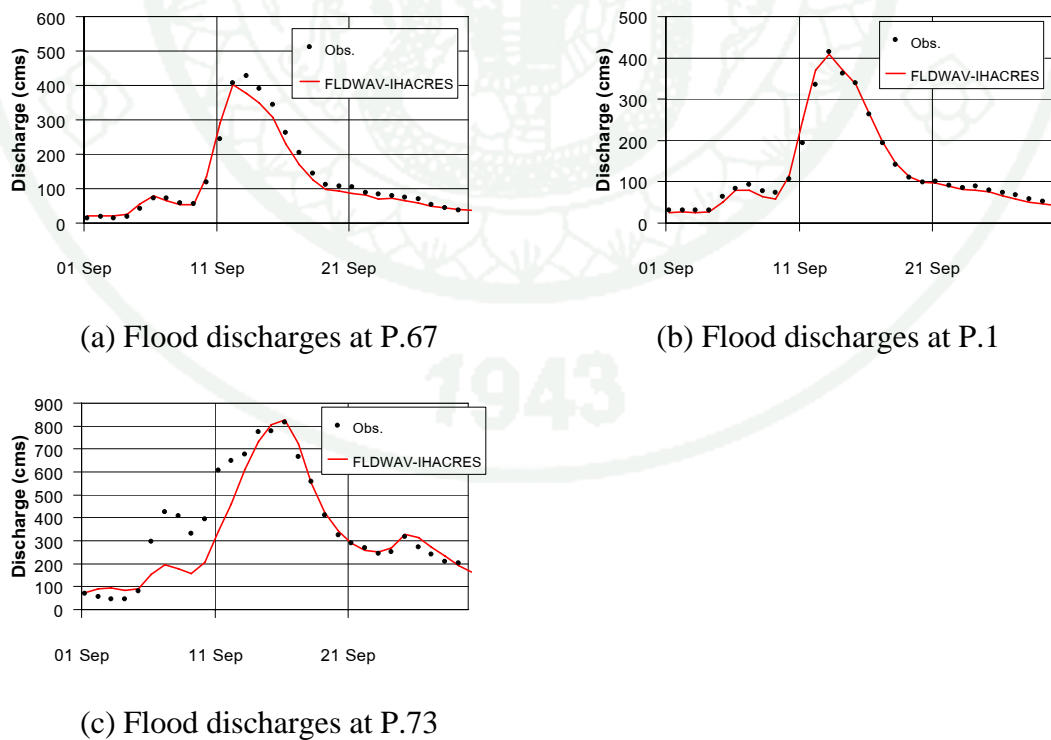 600
500
400
300
200
100
0
Discharge (cms)
01 Sep 11 Sep 21 Sep
Obs.
FLDWAV-IHACRES
(a) Flood discharges at P.67
500
400
300
200
100
0
Discharge (cms)
01 Sep 11 Sep 21 Sep
Obs.
FLDWAV-IHACRES
(b) Flood discharges at P.1
1943
900
800
700
600
500
400
300
200
100
0
Discharge (cms)
01 Sep 11 Sep 21 Sep
Obs.
FLDWAV-IHACRES
(c) Flood discharges at P.73